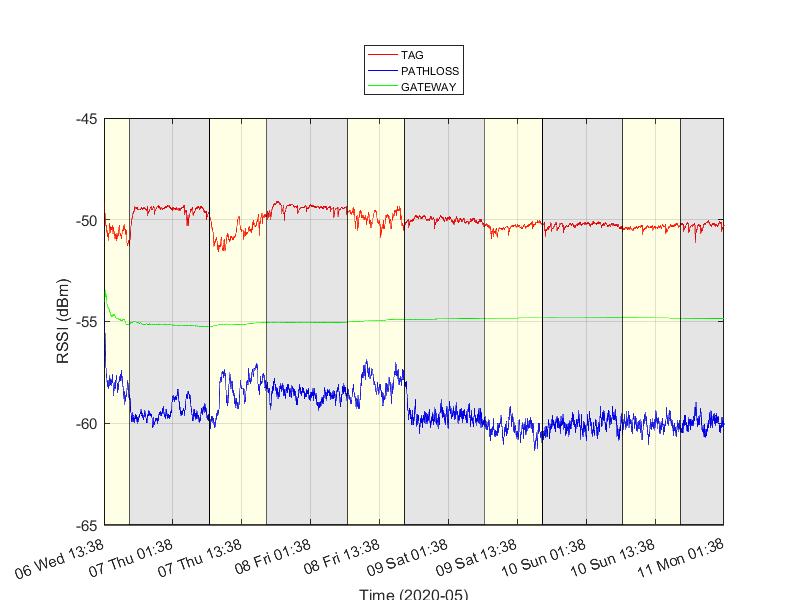 TAG
PATHLOSS
GATEWAY
-45
-50
-55
-60
-65
RSSI (dBm)
06 Wed 13:38
07 Thu 01:38
07 Thu 13:38
08 Fri 01:38
08 Fri 13:38
09 Sat 01:38
09 Sat 13:38
10 Sun 01:38
10 Sun 13:38
11 Mon 01:38
Time (2020-05)